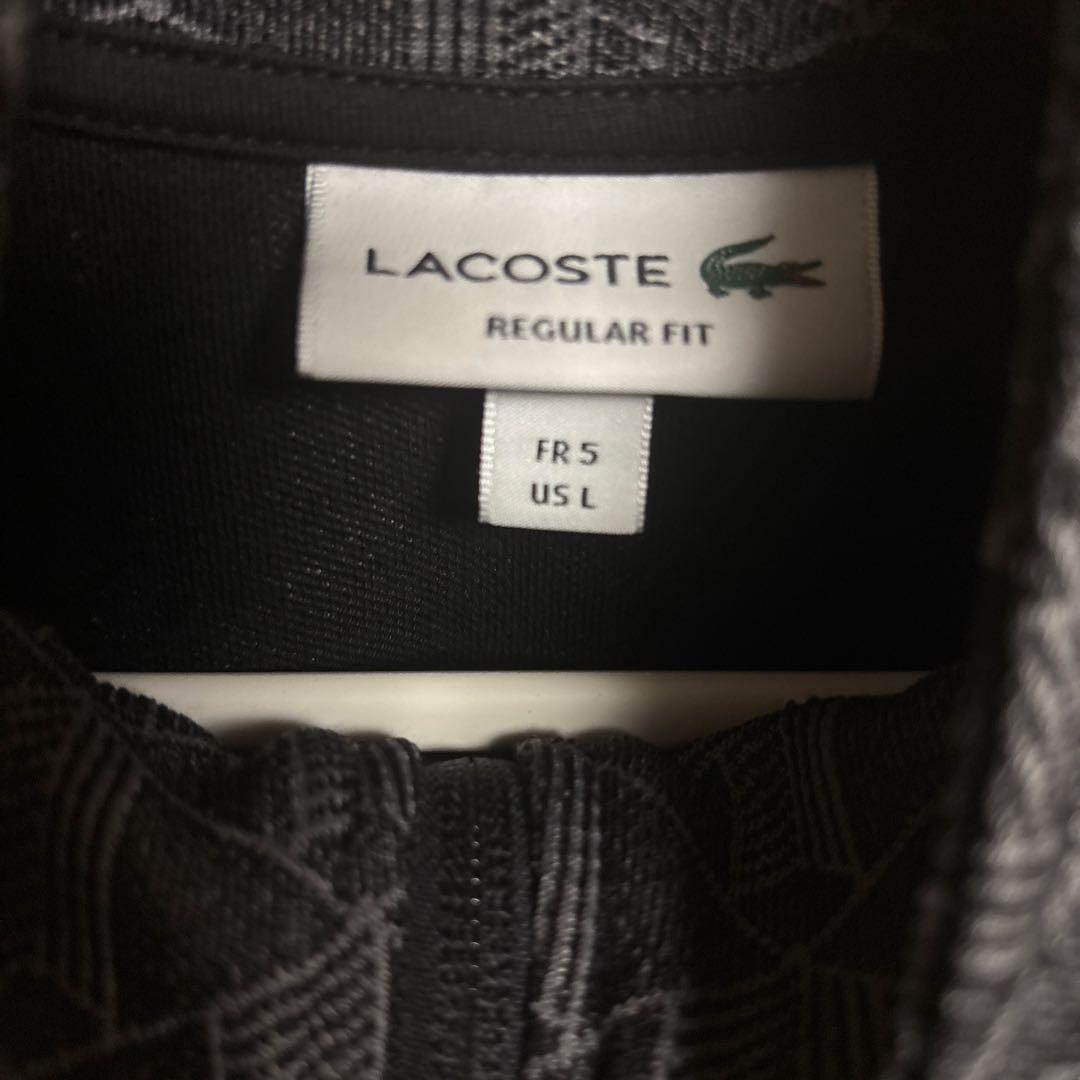 LACOSTE
REGULAR FIT
FR 5
US L